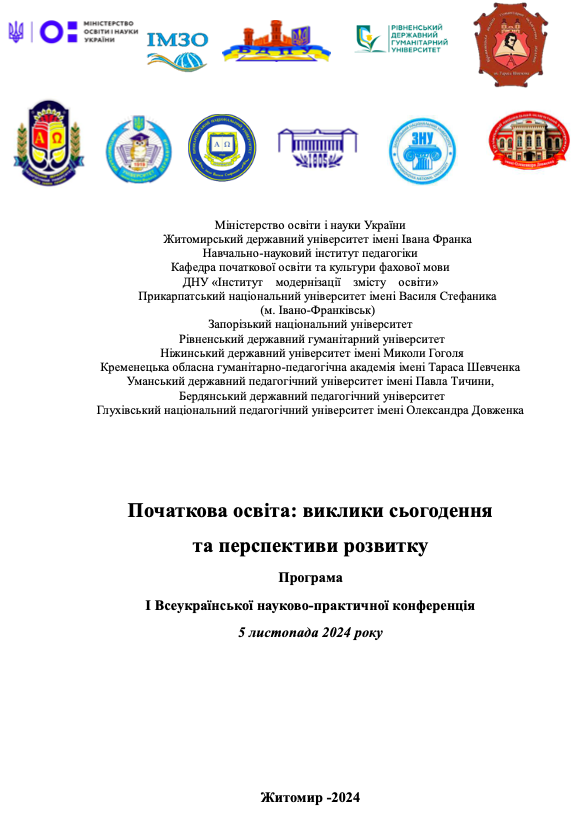 МІНІСТЕРСТВО
ОСВІТИ І НАУКИ
УКРАЇНИ
ІМЗО
БДПУ
РІВНЕНСЬКИЙ
ДЕРЖАВНИЙ
ГУМАНІТАРНИЙ
УНІВЕРСИТЕТ
А Ω
А Ω
1805
ЗНУ
Міністерство освіти і науки України
Житомирський державний університет імені Івана Франка
Навчально-науковий інститут педагогіки
Кафедра початкової освіти та культури фахової мови
ДНУ «Інститут модернізації змісту освіти»
Прикарпатський національний університет імені Василя Стефаника
(м. Івано-Франківськ)
Запорізький національний університет
Рівненський державний гуманітарний університет
Ніжинський державний університет імені Миколи Гоголя
Кременецька обласна гуманітарно-педагогічна академія імені Тараса Шевченка
Уманський державний педагогічний університет імені Павла Тичини,
Бердянський державний педагогічний університет
Глухівський національний педагогічний університет імені Олександра Довженка
Початкова освіта: виклики сьогодення
та перспективи розвитку
Програма
І Всеукраїнської науково-практичної конференція
5 листопада 2024 року
Житомир -2024